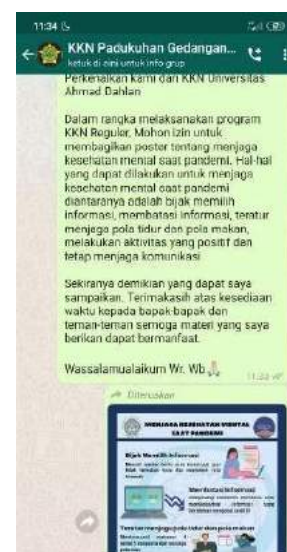 11:34
KKN Padukuhan Gedangan...
ketuk di sini untuk info grup
Perkenalkan kami dari KKN Universitas
Ahmad Dahlan
Dalam rangka melaksanakan program
KKN Reguler, Mohon izin untuk
membagikan poster tentang menjaga
kesehatan mental saat pandemi. Hal-hal
yang dapat dilakukan untuk menjaga
kesehatan mental saat pandemi
diantaranya adalah bijak memilih
informasi, membatasi informasi, teratur
menjaga pola tidur dan pola makan,
melakukan aktivitas yang positif dan
tetap menjaga komunikasi
Sekiranya demikian yang dapat saya
sampaikan. Terimakasih atas kesediaan
waktu kepada bapak-bapak dan
teman-teman semoga materi yang saya
berikan dapat bermanfaat.
Wassalamualaikum Wr. Wb
11:33
Diteruskan
MENJAGA KESEHATAN MENTAL
SAAT PANDEMI
Bijak Memilih Informasi
Membatasi Informasi
Teratur menjaga pola tidur dan pola makan